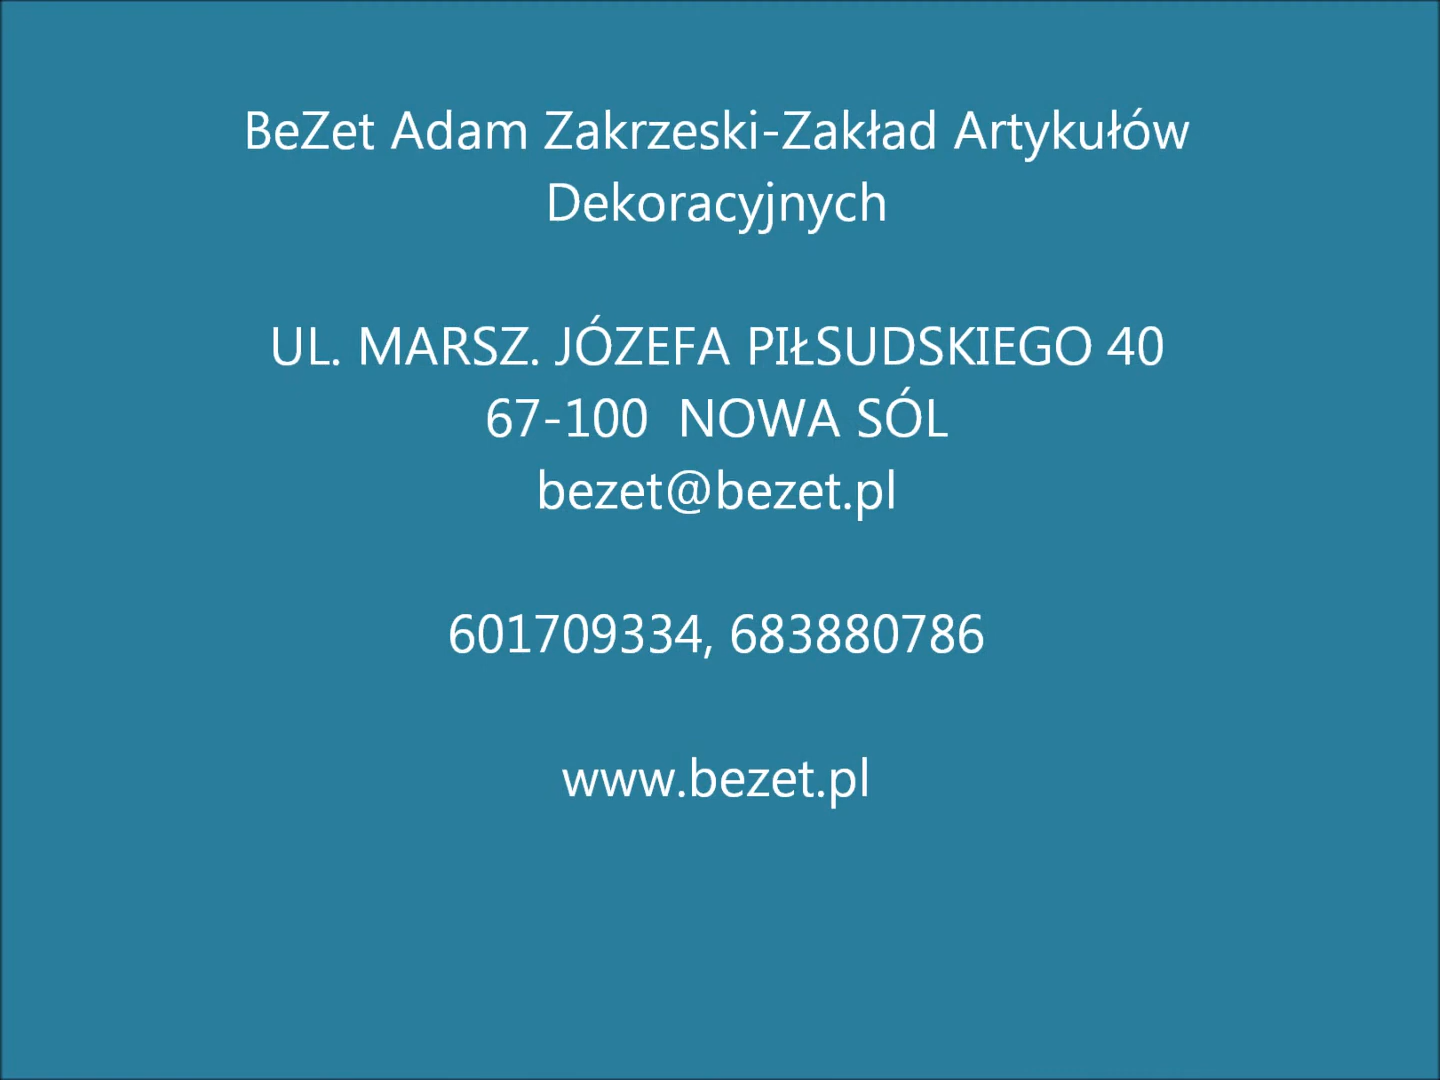 BeZet Adam Zakrzeski-Zakład Artykułów
Dekoracyjnych
UL. MARSZ. JÓZEFA PIŁSUDSKIEGO 40
67-100  NOWA SÓL
bezet@bezet.pl
601709334, 683880786
www.bezet.pl